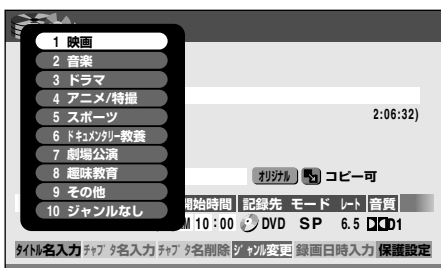 1 映画
2 音楽
3 ドラマ
4 アニメ/特撮
5 スポーツ
2:06:32)
6 ドキュメンタリー・教養
7 劇場公演
8 趣味教育
オリジナル コピー可
9 その他
開始時間 記録先 モード レート 音質
10 ジャンルなし
M 10:00 DVD SP 6.5 D1
タイトル名入力 チャプタ名入力 チャプタ名削除 ジャンル変更 録画日時入力 保護設定